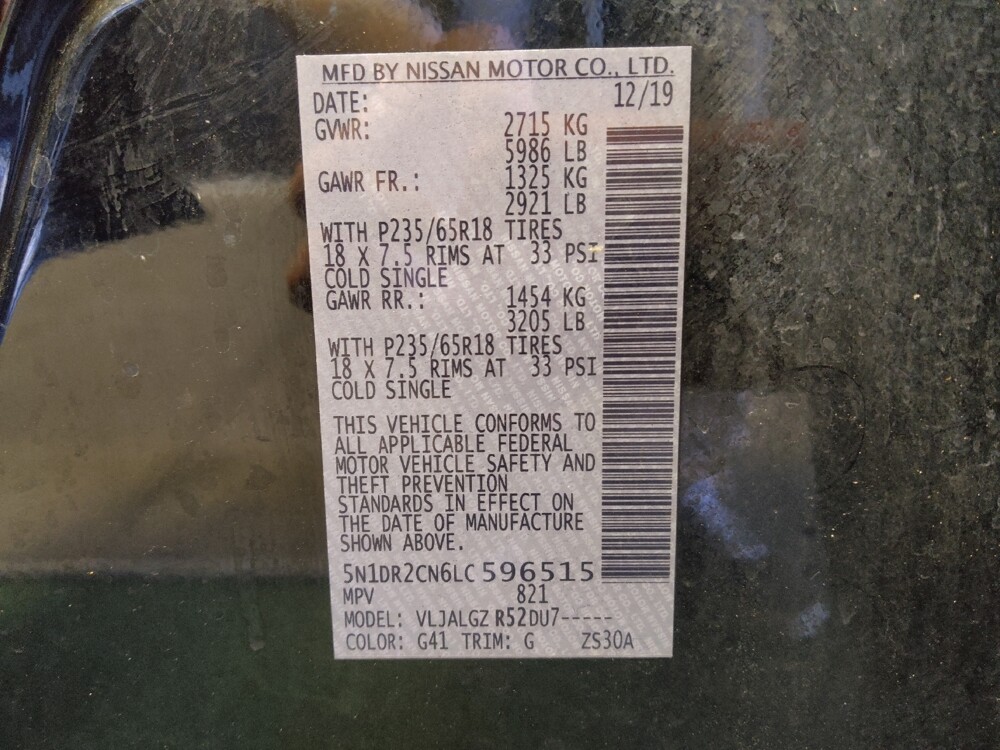 MFD BY NISSAN MOTOR CO., LTD.
DATE: 12/19
GVWR: 2715 KG
5986 LB
GAWR FR.: 1325 KG
2921 LB
WITH P235/65R18 TIRES
18 X 7.5 RIMS AT 33 PSI
COLD SINGLE
GAWR RR.: 1454 KG
3205 LB
WITH P235/65R18 TIRES
18 X 7.5 RIMS AT 33 PSI
COLD SINGLE
THIS VEHICLE CONFORMS TO
ALL APPLICABLE FEDERAL
MOTOR VEHICLE SAFETY AND
THEFT PREVENTION
STANDARDS IN EFFECT ON
THE DATE OF MANUFACTURE
SHOWN ABOVE.
5N1DR2CN6LC596515
MPV 821
MODEL: VLJALGZ R52DU7-----
COLOR: G41 TRIM: G ZS30A